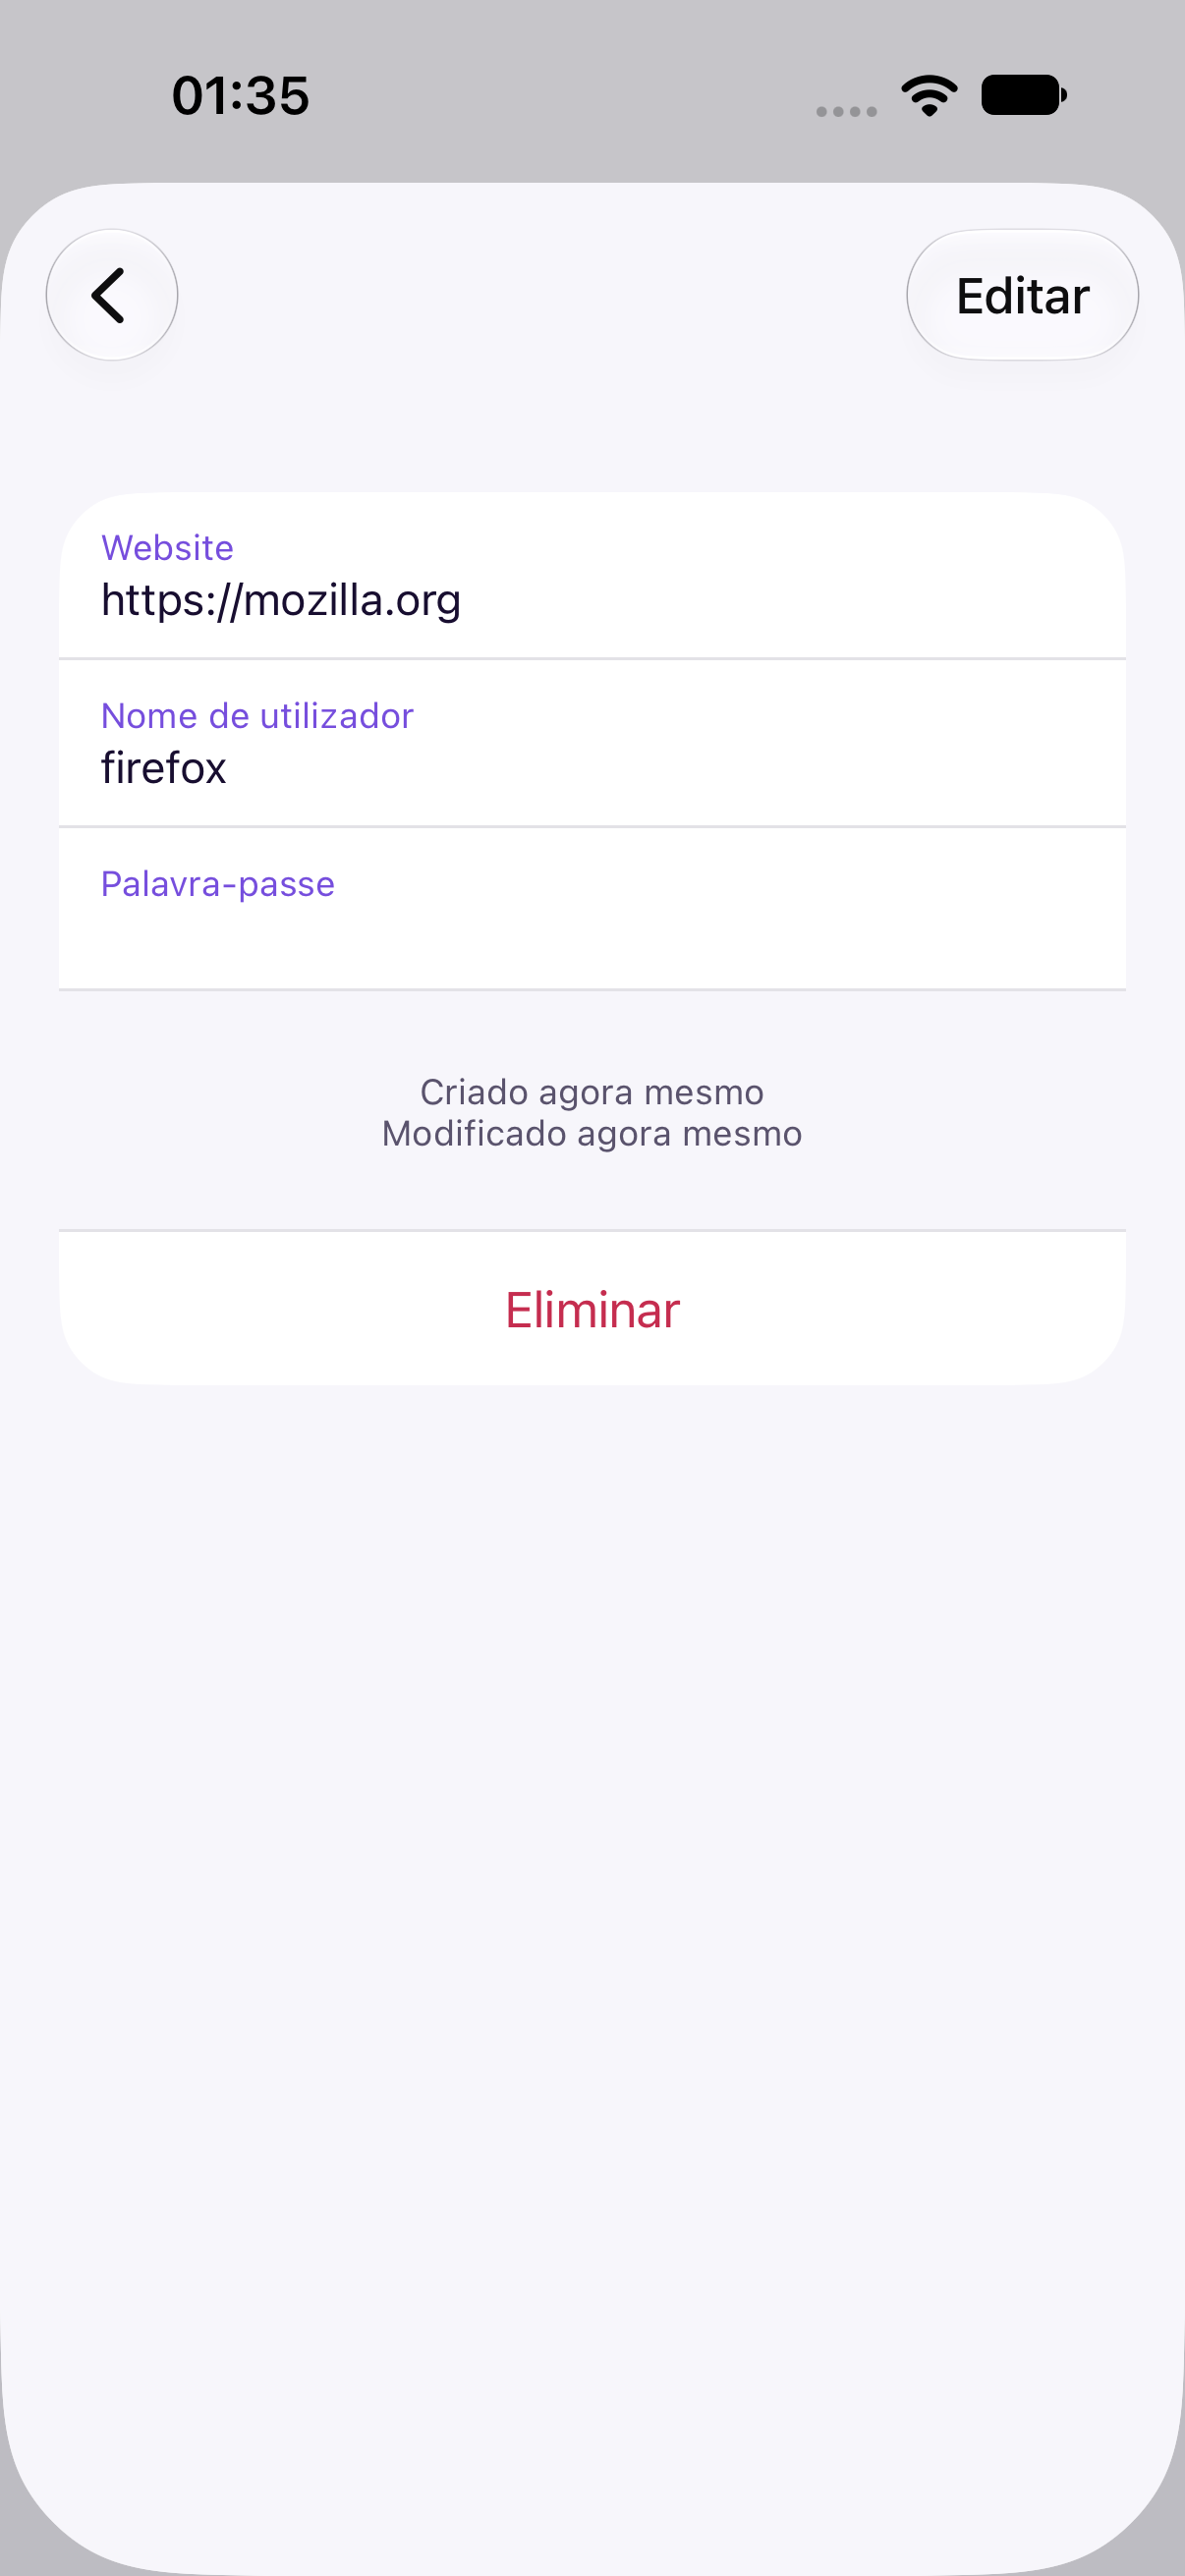 01:35
Editar
Website
https://mozilla.org
Nome de utilizador
firefox
Palavra-passe
Criado agora mesmo
Modificado agora mesmo
Eliminar